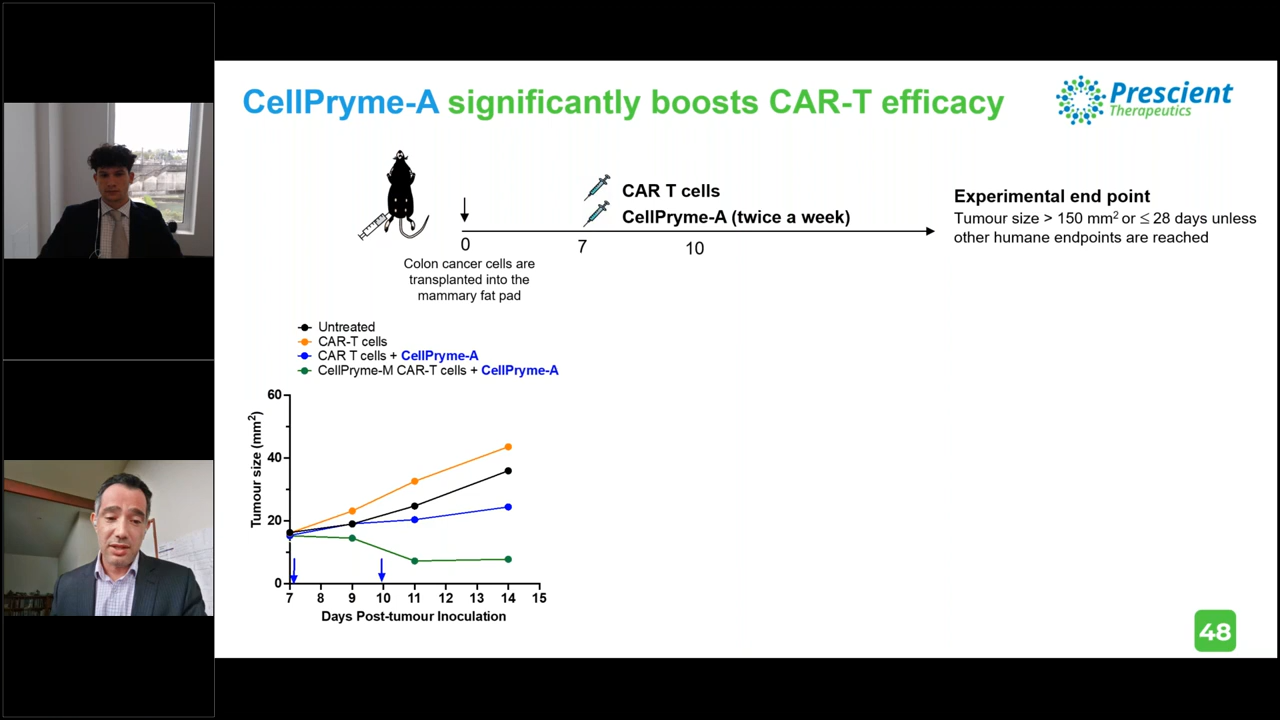 CellPryme-A significantly boosts CAR-T efficacy
Prescient
Therapeutics
CAR T cells
CellPryme-A (twice a week)
0
7
10
Colon cancer cells are
transplanted into the
mammary fat pad
Experimental end point
Tumour size > 150 mm² or ≤ 28 days unless
other humane endpoints are reached
Untreated
CAR-T cells
CAR T cells + CellPryme-A
CellPryme-M CAR-T cells + CellPryme-A
Tumour size (mm²)
60
40
20
0
7 8 9 10 11 12 13 14 15
Days Post-tumour Inoculation
48